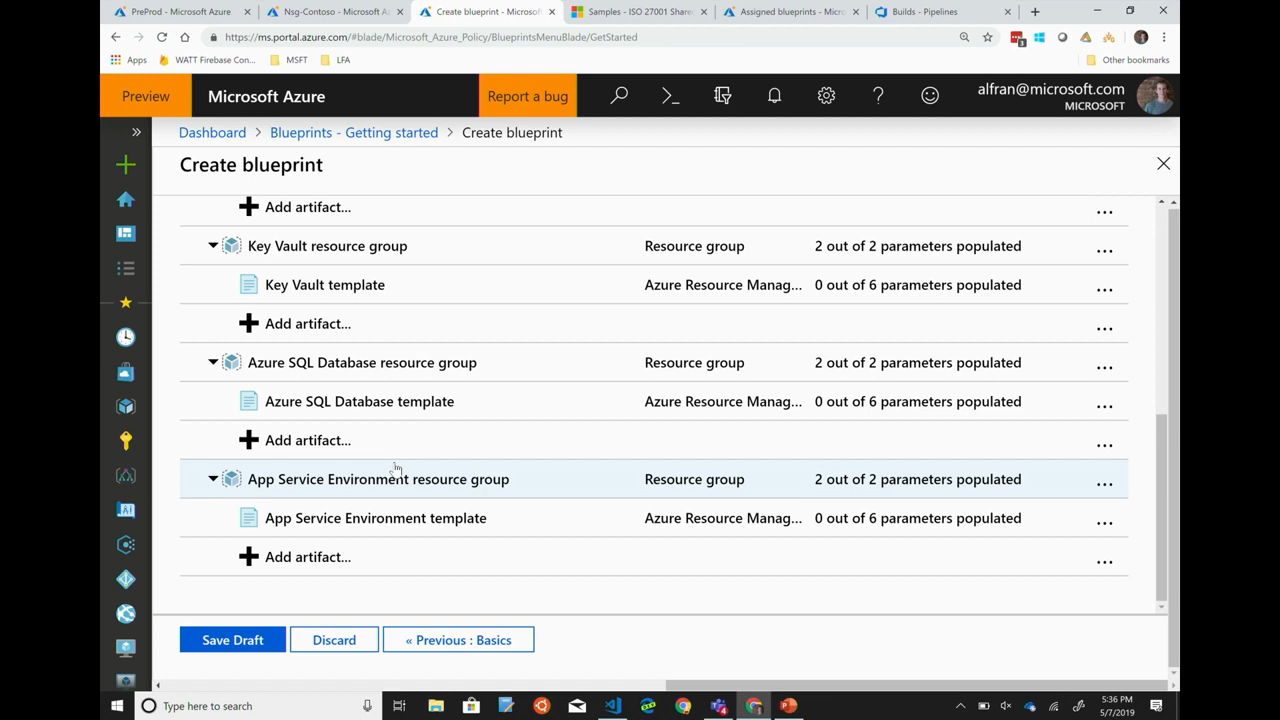 PreProd - Microsoft Azure
Nsg-Contoso - Microsoft A
Create blueprint - Microsof
Samples - ISO 27001 Share
Assigned blueprints - Micro
Builds - Pipelines
https://ms.portal.azure.com/#blade/Microsoft_Azure_Policy/BlueprintsMenuBlade/GetStarted
Apps
WATT Firebase Con...
MSFT
LFA
Other bookmarks
Preview
Microsoft Azure
Report a bug
alfran@microsoft.com
MICROSOFT
Dashboard > Blueprints - Getting started > Create blueprint
Create blueprint
Add artifact...
Key Vault resource group Resource group 2 out of 2 parameters populated
Key Vault template Azure Resource Manag... 0 out of 6 parameters populated
Add artifact...
Azure SQL Database resource group Resource group 2 out of 2 parameters populated
Azure SQL Database template Azure Resource Manag... 0 out of 6 parameters populated
Add artifact...
App Service Environment resource group Resource group 2 out of 2 parameters populated
App Service Environment template Azure Resource Manag... 0 out of 6 parameters populated
Add artifact...
Save Draft
Discard
« Previous : Basics
Type here to search
5:36 PM
5/7/2019